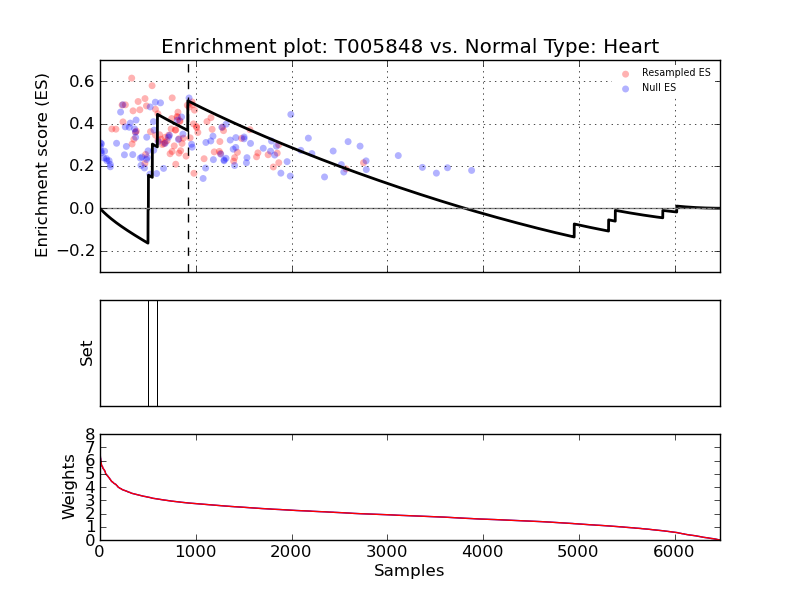 Enrichment plot: T005848 vs. Normal Type: Heart
Enrichment score (ES)
0.6
0.4
0.2
0.0
−0.2
Resampled ES
Null ES
Set
Weights
8
7
6
5
4
3
2
1
0
0 1000 2000 3000 4000 5000 6000
Samples